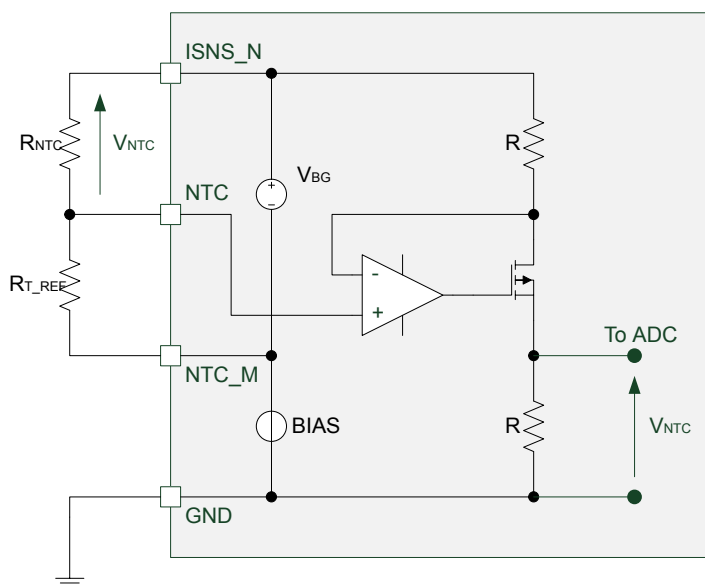 ISNS_N
RNTC
VNTC
R
VBG
NTC
RT_REF
-
+
To ADC
NTC_M
BIAS
R
VNTC
GND